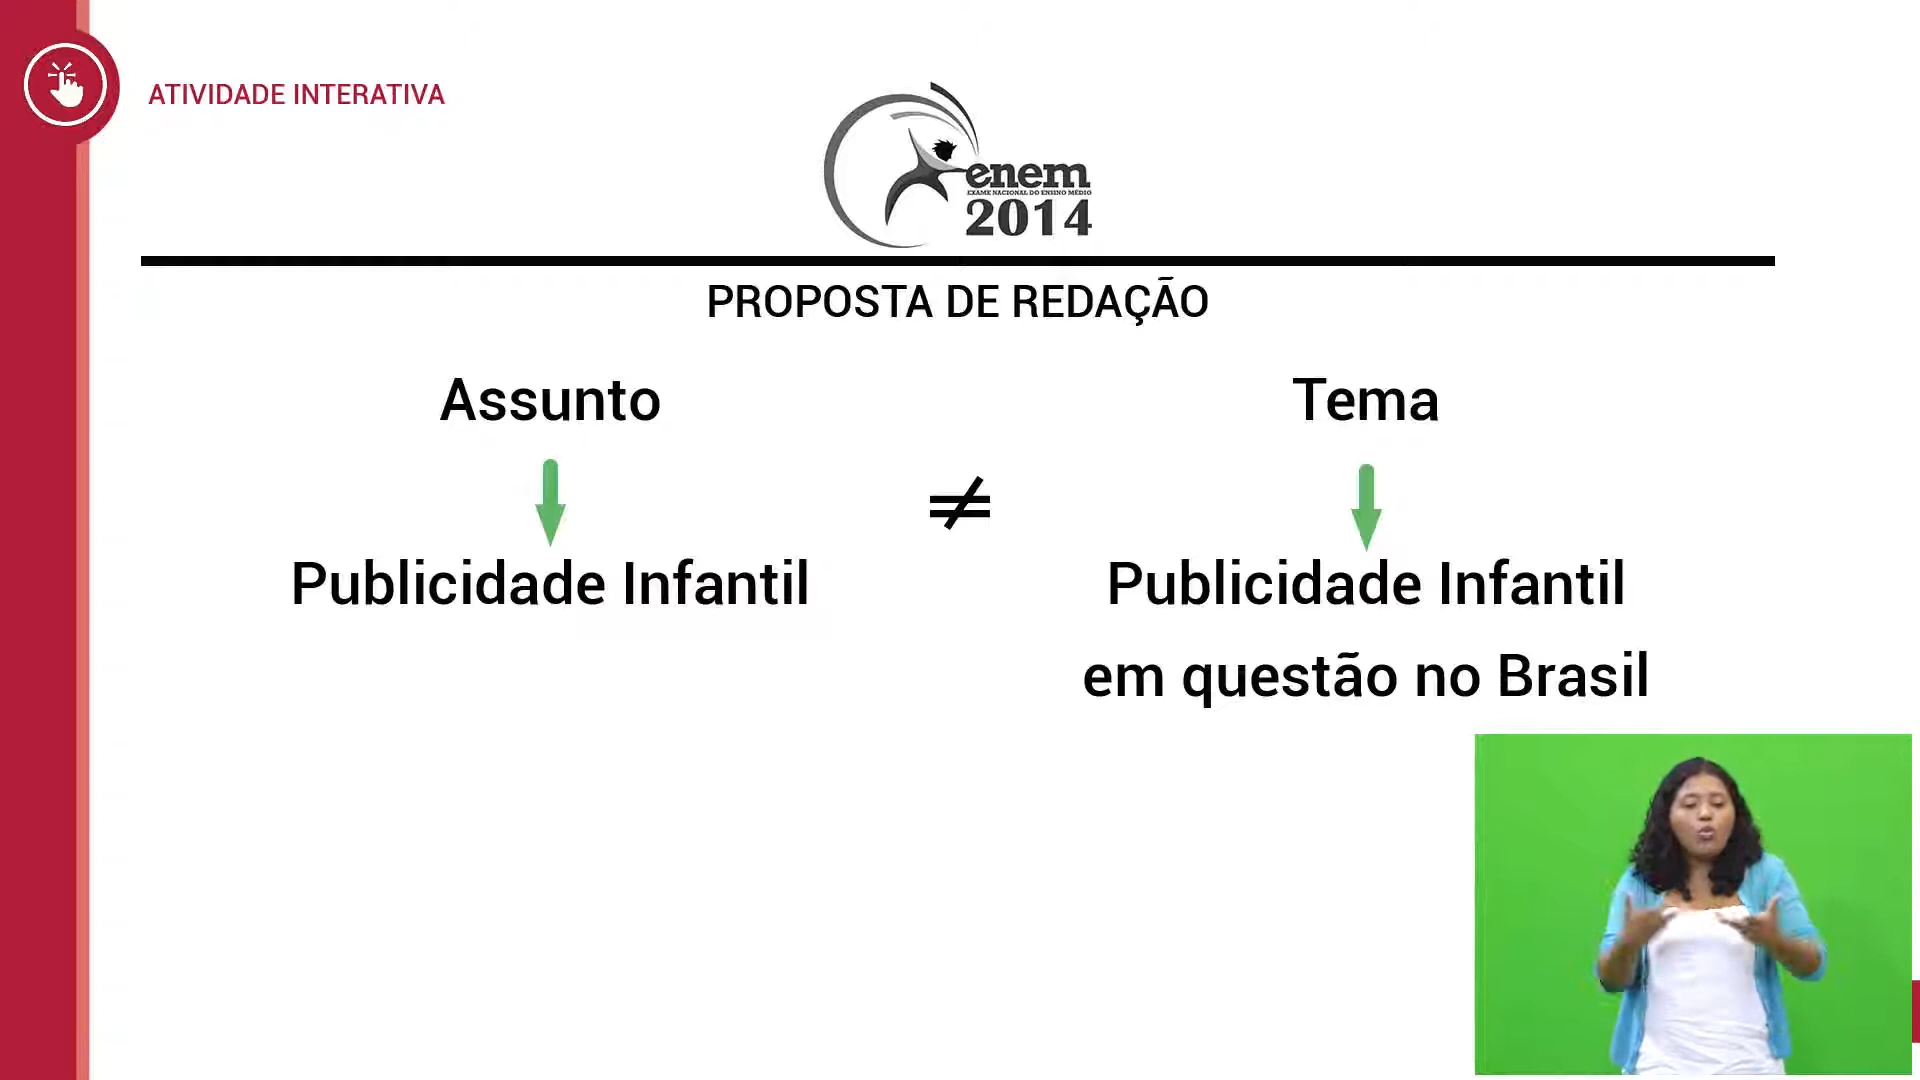 ATIVIDADE INTERATIVA
enem
EXAME NACIONAL DO ENSINO MÉDIO
2014
PROPOSTA DE REDAÇÃO
Assunto
Tema
≠
Publicidade Infantil
Publicidade Infantil
em questão no Brasil